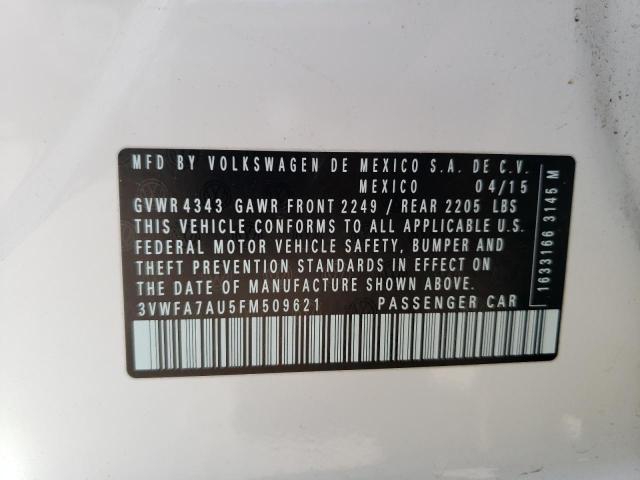 MFD BY VOLKSWAGEN DE MEXICO S.A. DE C.V.
MEXICO 04/15
GVWR 4343 GAWR FRONT 2249 / REAR 2205 LBS
THIS VEHICLE CONFORMS TO ALL APPLICABLE U.S.
FEDERAL MOTOR VEHICLE SAFETY, BUMPER AND
THEFT PREVENTION STANDARDS IN EFFECT ON
THE DATE OF MANUFACTURE SHOWN ABOVE.
3VWFA7AU5FM509621 PASSENGER CAR
1633166 3145 M